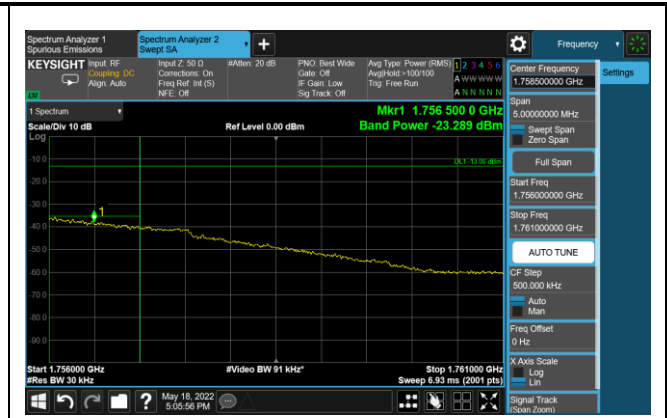 Spectrum Analyzer 1
Spurious Emissions
Spectrum Analyzer 2
Swept SA
Frequency
KEYSIGHT
Input: RF
Coupling: DC
Align: Auto
Input Z: 50 Ω
Corrections: On
Freq Ref: Int (S)
NFE: Off
#Atten: 20 dB
PNO: Best Wide
Gate: Off
IF Gain: Low
Sig Track: Off
Avg Type: Power (RMS)
Avg|Hold:>100/100
Trig: Free Run
1 2 3 4 5 6
A W W W W W
A N N N N N
LXI
1 Spectrum
Scale/Div 10 dB
Log
Ref Level 0.00 dBm
Mkr1 1.756 500 0 GHz
Band Power -23.289 dBm
DL1 -13.00 dBm
1
-10.0
-20.0
-30.0
-40.0
-50.0
-60.0
-70.0
-80.0
-90.0
Start 1.756000 GHz
#Res BW 30 kHz
#Video BW 91 kHz*
Stop 1.761000 GHz
Sweep 6.93 ms (2001 pts)
Center Frequency
1.758500000 GHz
Settings
Span
5.00000000 MHz
Swept Span
Zero Span
Full Span
Start Freq
1.756000000 GHz
Stop Freq
1.761000000 GHz
AUTO TUNE
CF Step
500.000 kHz
Auto
Man
Freq Offset
0 Hz
X Axis Scale
Log
Lin
Signal Track
(Span Zoom)
?
May 18, 2022
5:05:56 PM